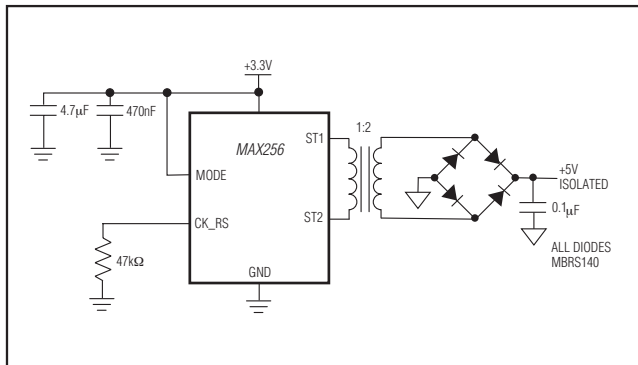 +3.3V
4.7μF
470nF
1:2
MAX256
ST1
MODE
+5V
ISOLATED
0.1μF
CK_RS
ST2
47kΩ
GND
ALL DIODES
MBRS140